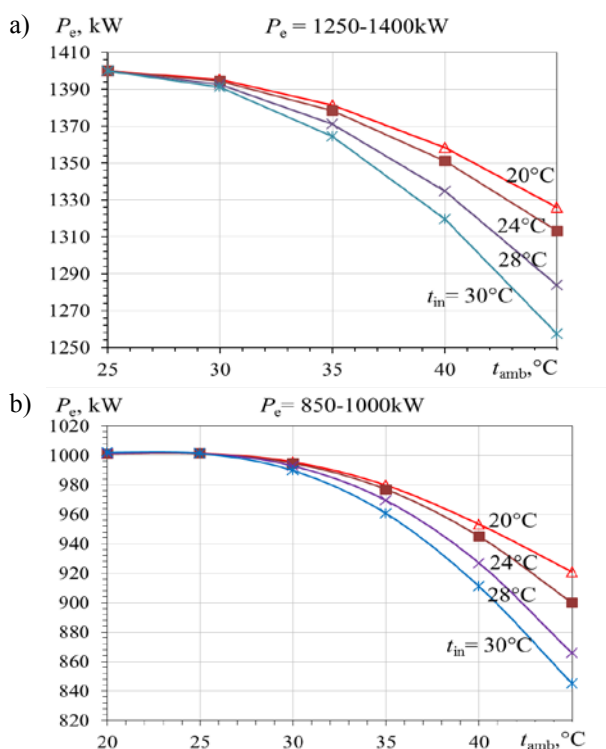 a) Pe, kW Pe = 1250-1400kW
1410
1390
1370
1350
1330
1310
1290
1270
1250
20°C
24°C
28°C
tin= 30°C
25 30 35 40 tamb,°C
b) Pe, kW Pe= 850-1000kW
1020
1000
980
960
940
920
900
880
860
840
820
20°C
24°C
28°C
tin= 30°C
20 25 30 35 40 tamb,°C